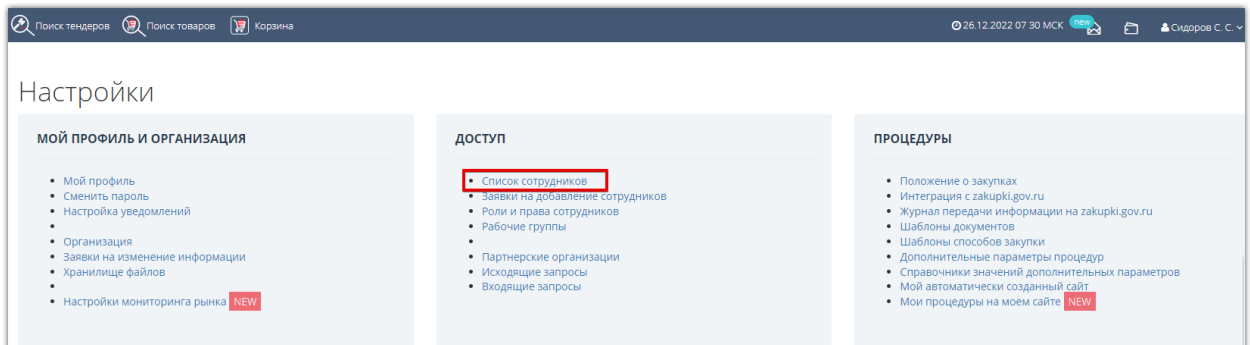 Поиск тендеров Поиск товаров Корзина 26.12.2022 07 30 МСК new Сидоров С. С.
Настройки
МОЙ ПРОФИЛЬ И ОРГАНИЗАЦИЯ
Мой профиль
Сменить пароль
Настройка уведомлений
Организация
Заявки на изменение информации
Хранилище файлов
Настройки мониторинга рынка NEW
ДОСТУП
Список сотрудников
Заявки на добавление сотрудников
Роли и права сотрудников
Рабочие группы
Партнерские организации
Исходящие запросы
Входящие запросы
ПРОЦЕДУРЫ
Положение о закупках
Интеграция с zakupki.gov.ru
Журнал передачи информации на zakupki.gov.ru
Шаблоны документов
Шаблоны способов закупки
Дополнительные параметры процедур
Справочники значений дополнительных параметров
Мой автоматически созданный сайт
Мои процедуры на моем сайте NEW